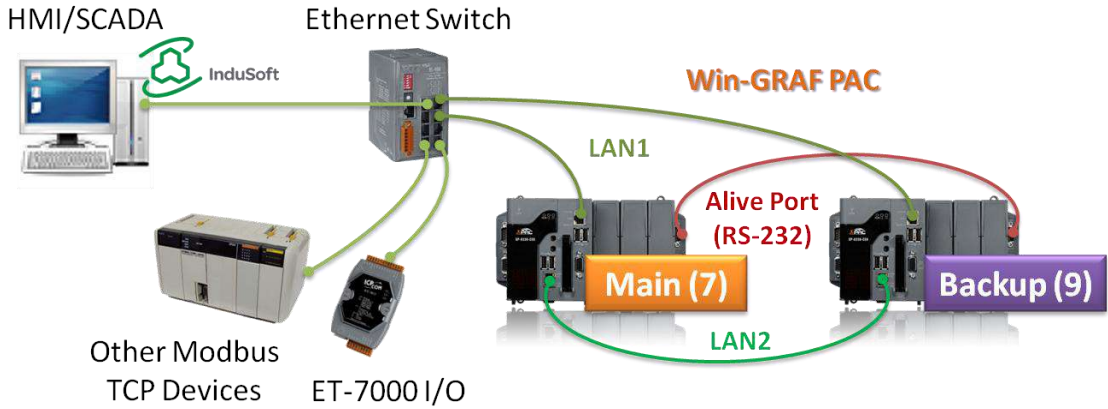 HMI/SCADA
Ethernet Switch
InduSoft
Win-GRAF PAC
LAN1
Alive Port
(RS-232)
Main (7)
Backup (9)
LAN2
Other Modbus
TCP Devices
ET-7000 I/O